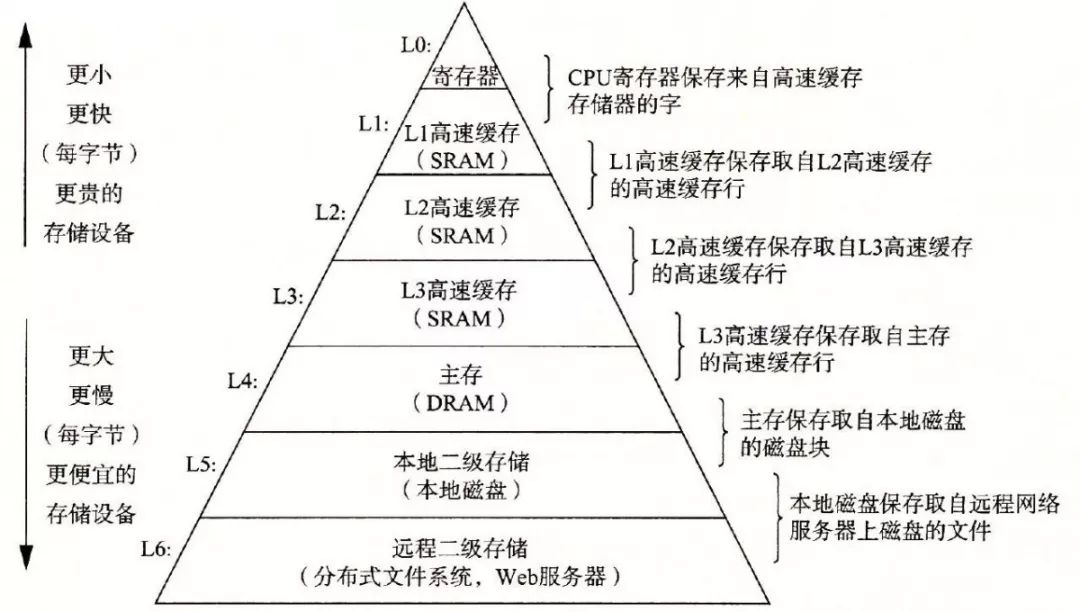 更小
更快
（每字节）
更贵的
存储设备
更大
更慢
（每字节）
更便宜的
存储设备
L0:
寄存器
L1:
L1高速缓存
（SRAM）
L2:
L2高速缓存
（SRAM）
L3:
L3高速缓存
（SRAM）
L4:
主存
（DRAM）
L5:
本地二级存储
（本地磁盘）
L6:
远程二级存储
（分布式文件系统，Web服务器）
CPU寄存器保存来自高速缓存
存储器的字
L1高速缓存保存取自L2高速缓存
的高速缓存行
L2高速缓存保存取自L3高速缓存
的高速缓存行
L3高速缓存保存取自主存
的高速缓存行
主存保存取自本地磁盘
的磁盘块
本地磁盘保存取自远程网络
服务器上磁盘的文件